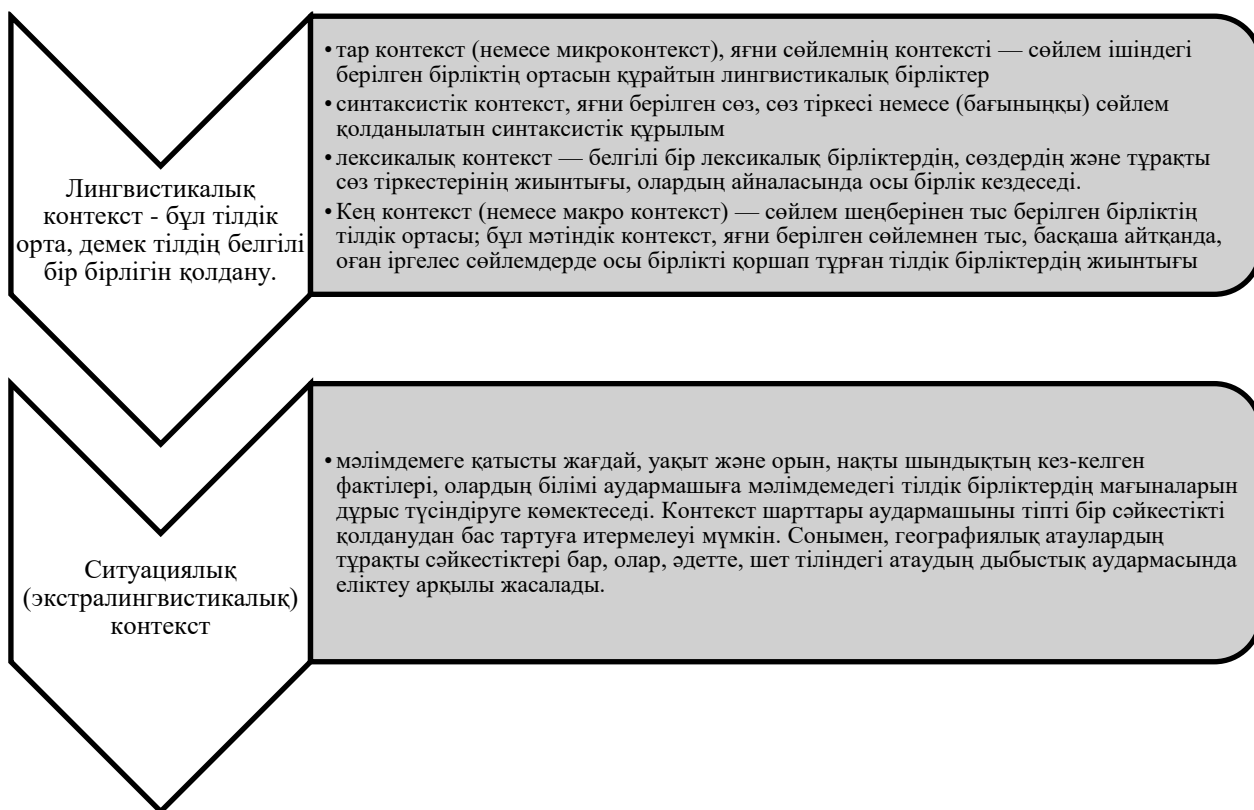 Лингвистикалық
контекст - бұл тілдік
орта, демек тілдің белгілі
бір бірлігін қолдану.
• тар контекст (немесе микроконтекст), яғни сөйлемнің контексті — сөйлем ішіндегі
берілген бірліктің ортасын құрайтын лингвистикалық бірліктер
• синтаксистік контекст, яғни берілген сөз, сөз тіркесі немесе (бағыныңқы) сөйлем
қолданылатын синтаксистік құрылым
• лексикалық контекст — белгілі бір лексикалық бірліктердің, сөздердің және тұрақты
сөз тіркестерінің жиынтығы, олардың айналасында осы бірлік кездеседі.
• Кең контекст (немесе макро контекст) — сөйлем шеңберінен тыс берілген бірліктің
тілдік ортасы; бұл мәтіндік контекст, яғни берілген сөйлемнен тыс, басқаша айтқанда,
оған іргелес сөйлемдерде осы бірлікті қоршап тұрған тілдік бірліктердің жиынтығы
Ситуациялық
(экстралингвистикалық)
контекст
• мәлімдемеге қатысты жағдай, уақыт және орын, нақты шындықтың кез-келген
фактілері, олардың білімі аудармашыға мәлімдемедегі тілдік бірліктердің мағыналарын
дұрыс түсіндіруге көмектеседі. Контекст шарттары аудармашыны тіпті бір сәйкестікті
қолданудан бас тартуға итермелеуі мүмкін. Сонымен, географиялық атаулардың
тұрақты сәйкестіктері бар, олар, әдетте, шет тіліндегі атаудың дыбыстық аудармасында
еліктеу арқылы жасалады.